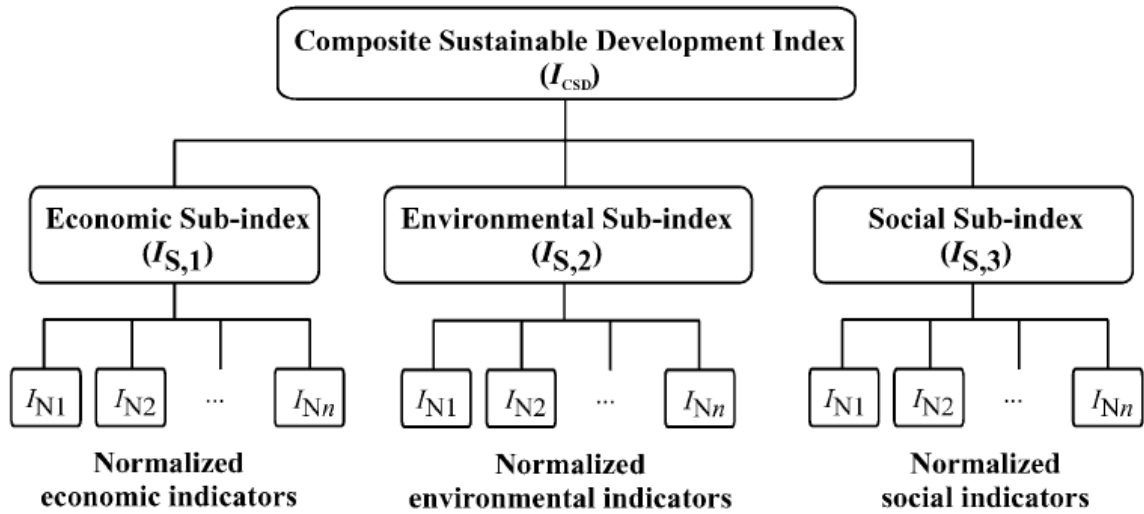 Composite Sustainable Development Index
(I_CSD)
Economic Sub-index
(I_S,1)
Environmental Sub-index
(I_S,2)
Social Sub-index
(I_S,3)
I_N1 I_N2 ... I_Nn
I_N1 I_N2 ... I_Nn
I_N1 I_N2 ... I_Nn
Normalized
economic indicators
Normalized
environmental indicators
Normalized
social indicators